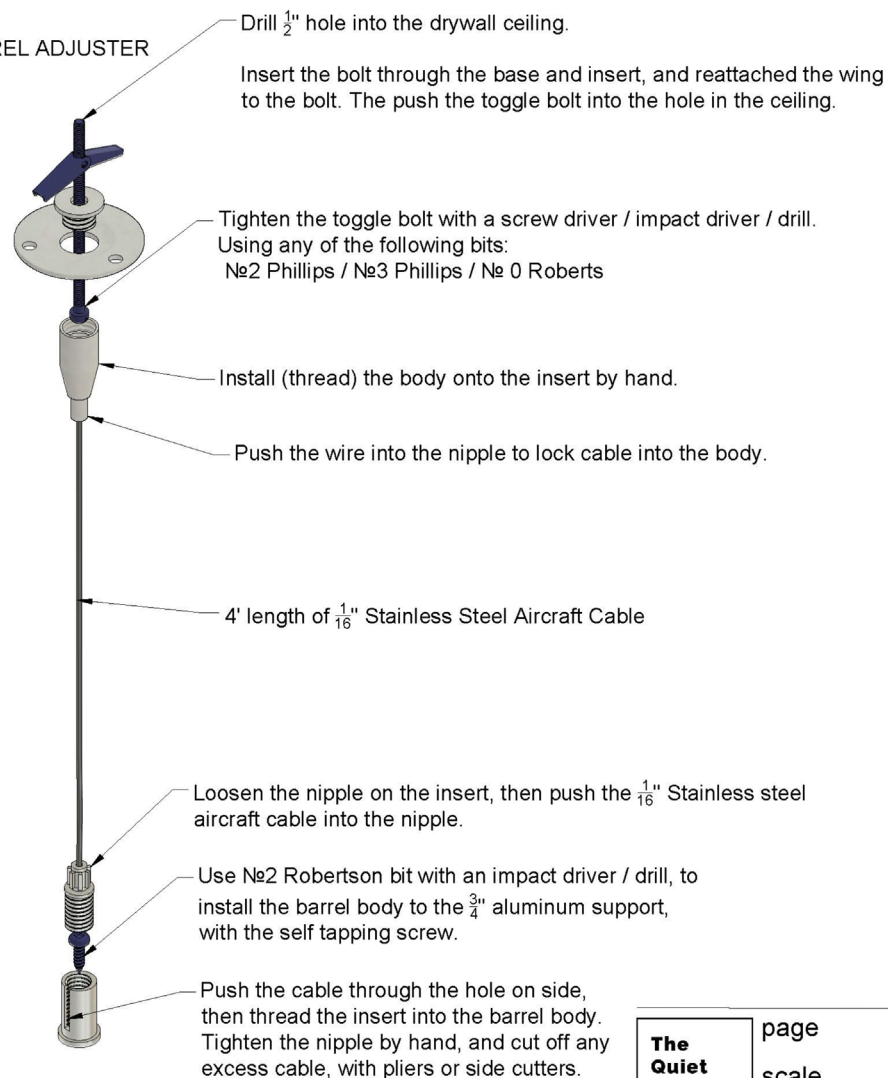 REL ADJUSTER
Drill 1/2" hole into the drywall ceiling.
Insert the bolt through the base and insert, and reattached the wing
to the bolt. The push the toggle bolt into the hole in the ceiling.
Tighten the toggle bolt with a screw driver / impact driver / drill.
Using any of the following bits:
№2 Phillips / №3 Phillips / № 0 Roberts
Install (thread) the body onto the insert by hand.
Push the wire into the nipple to lock cable into the body.
4' length of 1/16" Stainless Steel Aircraft Cable
Loosen the nipple on the insert, then push the 1/16" Stainless steel
aircraft cable into the nipple.
Use №2 Robertson bit with an impact driver / drill, to
install the barrel body to the 3/4" aluminum support,
with the self tapping screw.
Push the cable through the hole on side,
then thread the insert into the barrel body.
Tighten the nipple by hand, and cut off any
excess cable, with pliers or side cutters.
The
Quiet
page
scale